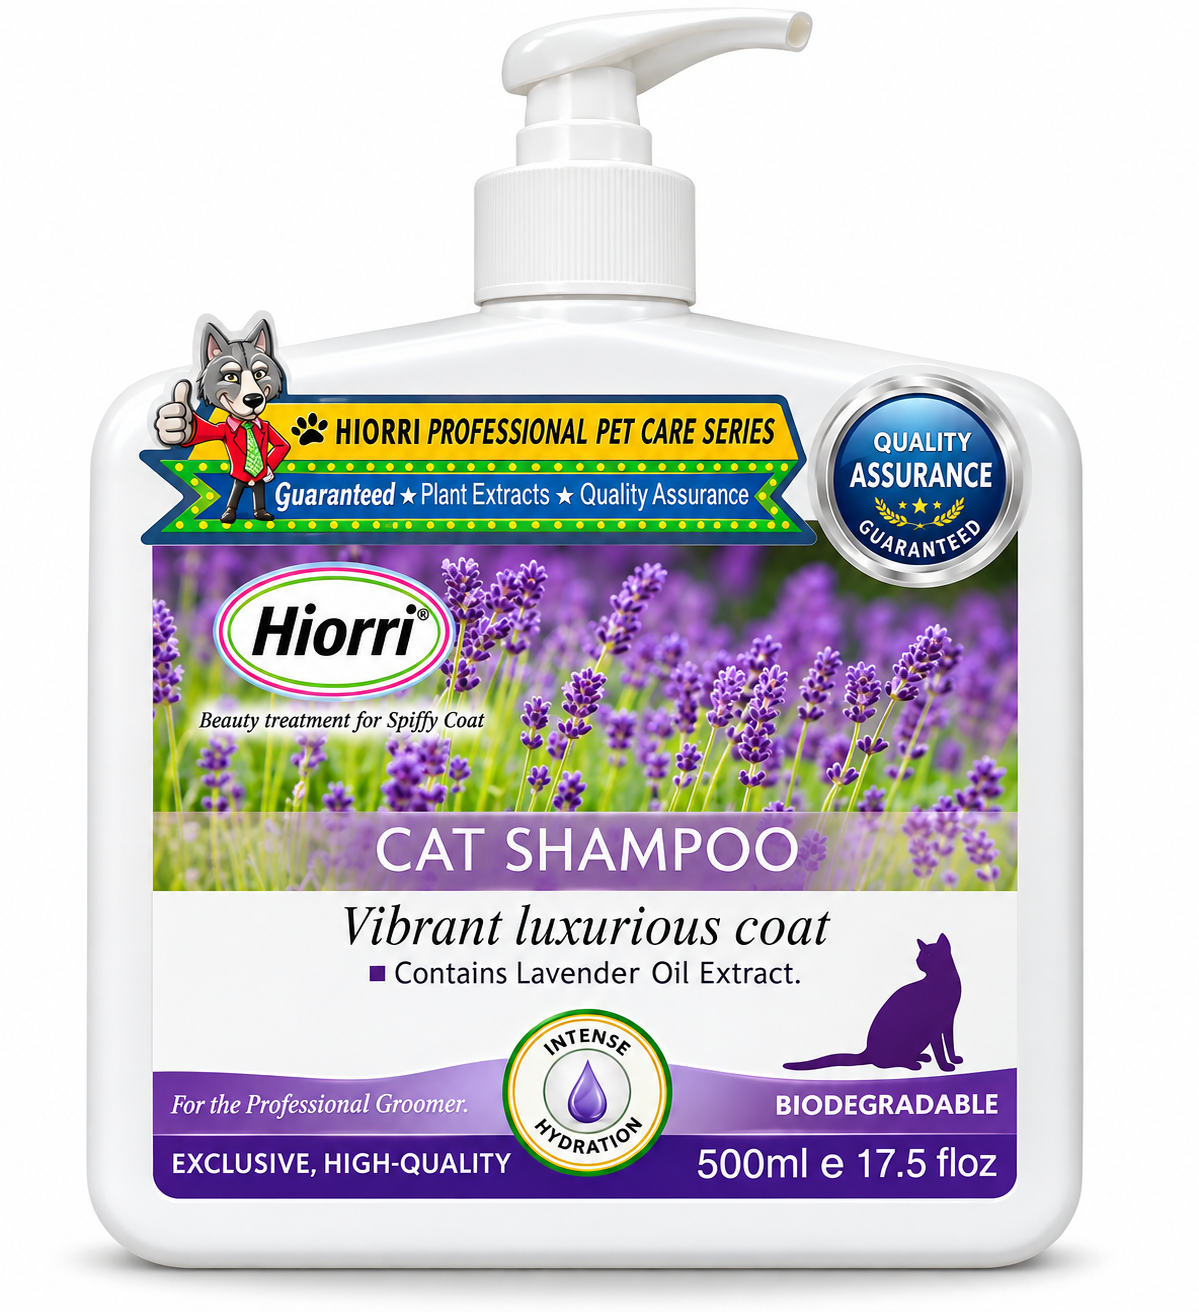 HIORRI PROFESSIONAL PET CARE SERIES
Guaranteed ★ Plant Extracts ★ Quality Assurance
QUALITY
ASSURANCE
GUARANTEED
Hiorri®
Beauty treatment for Spiffy Coat
CAT SHAMPOO
Vibrant luxurious coat
■ Contains Lavender Oil Extract.
INTENSE
HYDRATION
For the Professional Groomer.
BIODEGRADABLE
EXCLUSIVE, HIGH-QUALITY
500ml e 17.5 floz